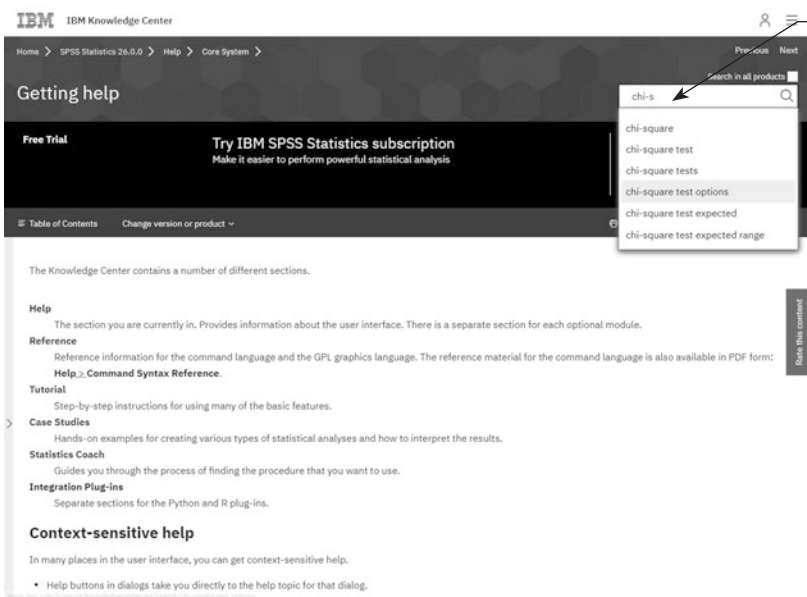 IBM IBM Knowledge Center
Home > SPSS Statistics 26.0.0 > Help > Core System >
Previous Next
Search in all products
Getting help
chi-s
chi-square
chi-square test
chi-square tests
chi-square test options
chi-square test expected
chi-square test expected range
Free Trial
Try IBM SPSS Statistics subscription
Make it easier to perform powerful statistical analysis
Table of Contents Change version or product
The Knowledge Center contains a number of different sections.
Help
The section you are currently in. Provides information about the user interface. There is a separate section for each optional module.
Reference
Reference information for the command language and the GPL graphics language. The reference material for the command language is also available in PDF form:
Help > Command Syntax Reference.
Tutorial
Step-by-step instructions for using many of the basic features.
Case Studies
Hands-on examples for creating various types of statistical analyses and how to interpret the results.
Statistics Coach
Guides you through the process of finding the procedure that you want to use.
Integration Plug-ins
Separate sections for the Python and R plug-ins.
Context-sensitive help
In many places in the user interface, you can get context-sensitive help.
• Help buttons in dialogs take you directly to the help topic for that dialog.
Rate this content